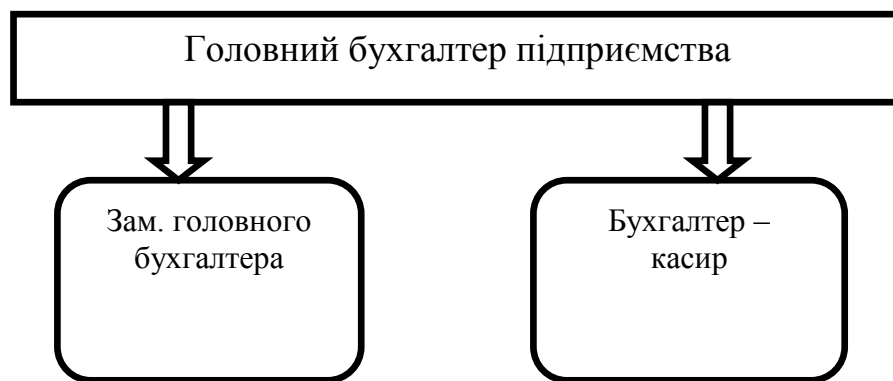 Головний бухгалтер підприємства
Зам. головного
бухгалтера
Бухгалтер –
касир